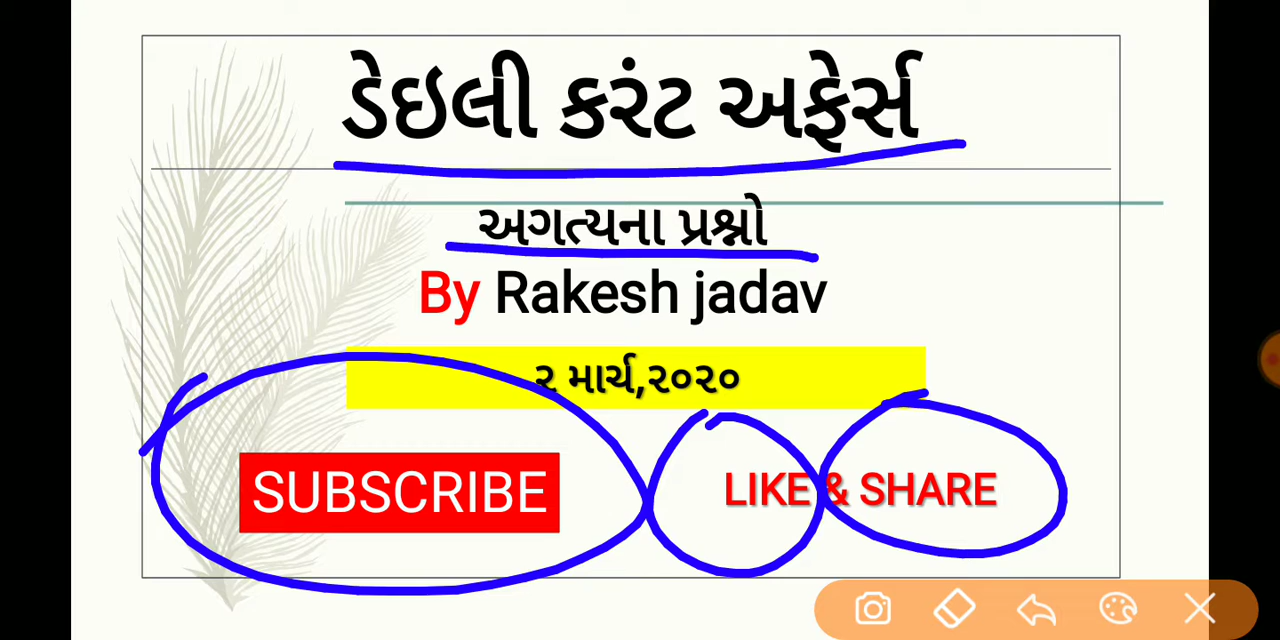 ડેઇલી કરંટ અફેર્સ
અગત્યના પ્રશ્નો
By Rakesh jadav
૨ માર્ચ,૨૦૨૦
SUBSCRIBE LIKE & SHARE